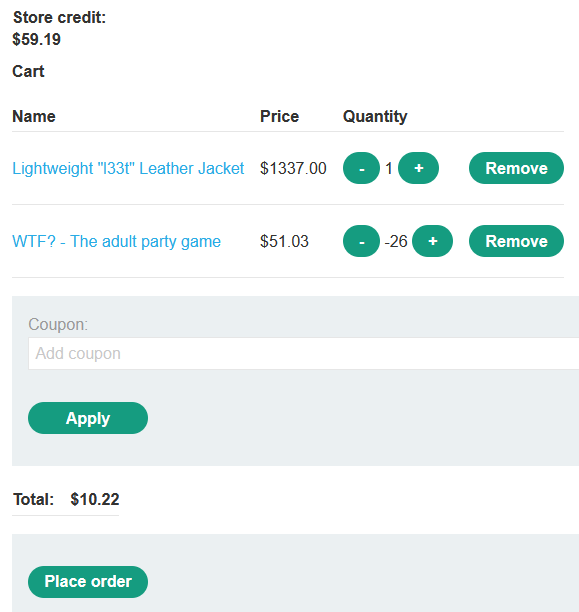 Store credit:
$59.19
Cart
Name Price Quantity
Lightweight "l33t" Leather Jacket $1337.00 - 1 + Remove
WTF? - The adult party game $51.03 - -26 + Remove
Coupon:
Add coupon
Apply
Total: $10.22
Place order